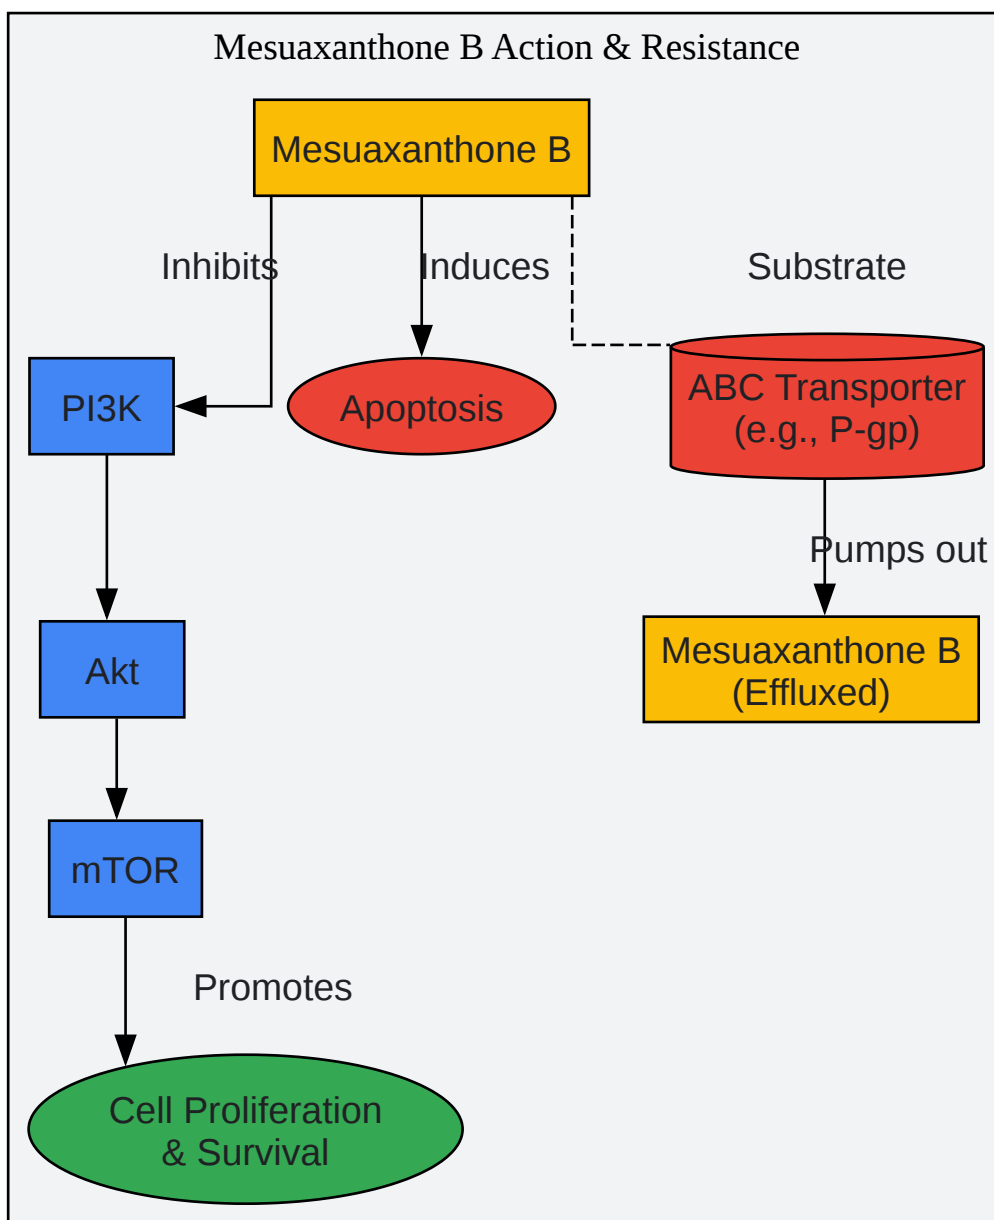 Mesuaxanthone B Action & Resistance
Mesuaxanthone B
Inhibits
Induces
Substrate
PI3K
Apoptosis
ABC Transporter
(e.g., P-gp)
Pumps out
Mesuaxanthone B
(Effluxed)
Akt
mTOR
Promotes
Cell Proliferation
& Survival